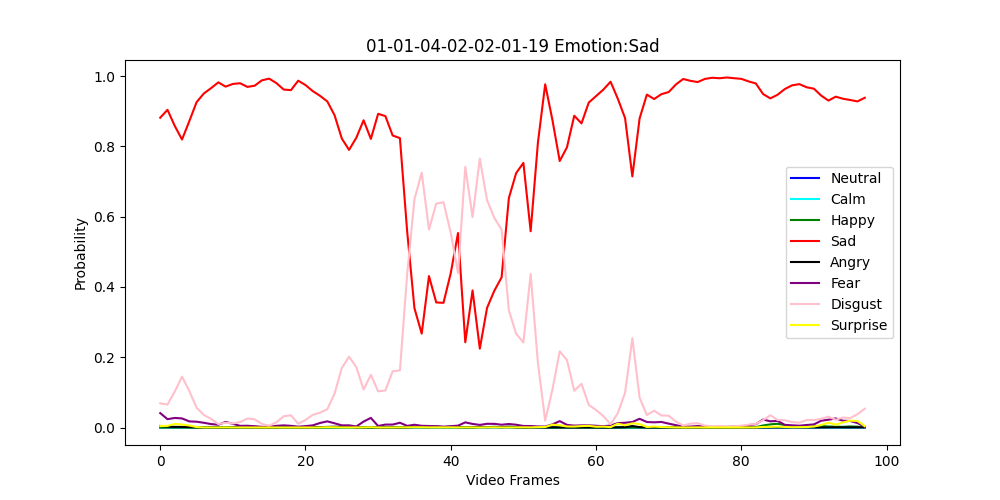 01-01-04-02-02-01-19 Emotion:Sad
1.0
0.8
0.6
0.4
0.2
0.0
Probability
0
20
40
60
80
100
Video Frames
Neutral
Calm
Happy
Sad
Angry
Fear
Disgust
Surprise